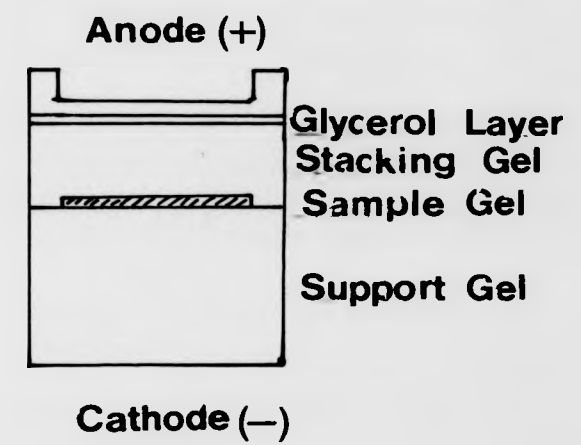 Anode (+)
Glycerol Layer
Stacking Gel
Sample Gel
Support Gel
Cathode (−)